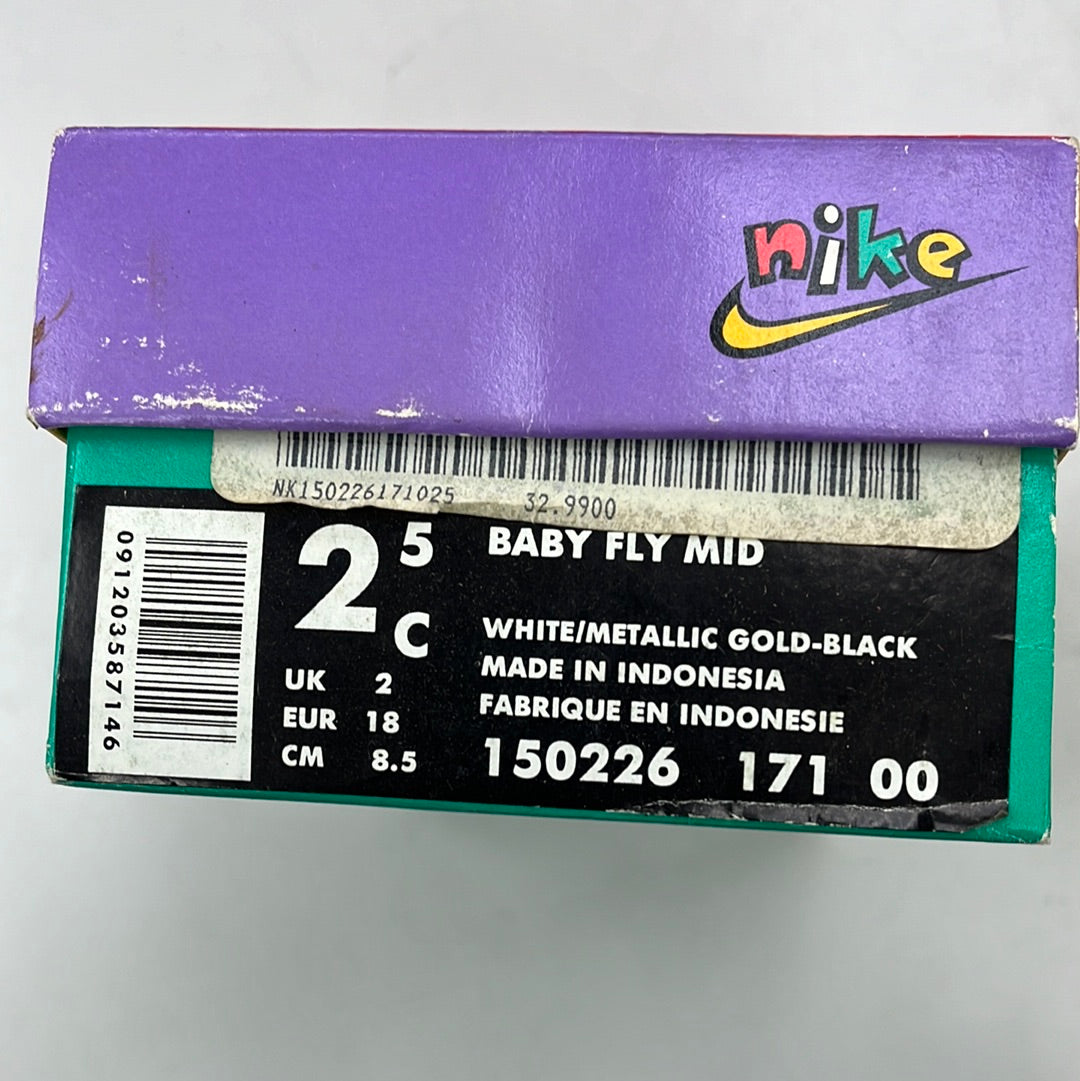 nike
NK150226171025 32.9900
091203587146
2 5 C
BABY FLY MID
WHITE/METALLIC GOLD-BLACK
MADE IN INDONESIA
FABRIQUE EN INDONESIE
UK 2
EUR 18
CM 8.5
150226 171 00